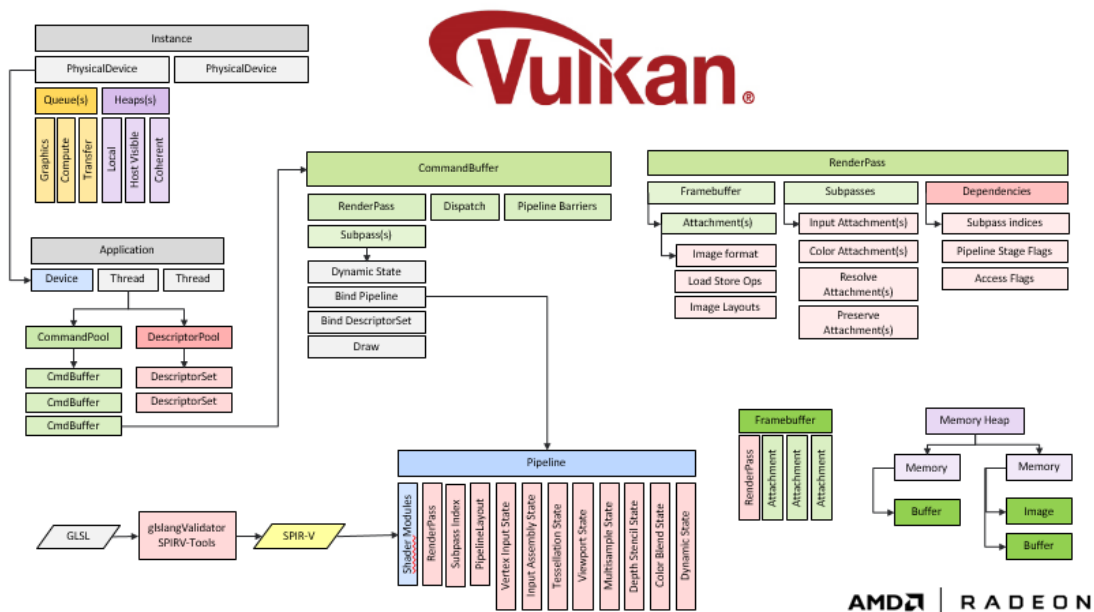 Vulkan®
Instance
PhysicalDevice
PhysicalDevice
Queue(s)
Heaps(s)
Graphics
Compute
Transfer
Local
Host Visible
Coherent
Application
Device
Thread
Thread
CommandPool
DescriptorPool
CmdBuffer
DescriptorSet
CmdBuffer
DescriptorSet
CmdBuffer
CommandBuffer
RenderPass
Dispatch
Pipeline Barriers
Subpass(s)
Dynamic State
Bind Pipeline
Bind DescriptorSet
Draw
RenderPass
Framebuffer
Subpasses
Dependencies
Attachment(s)
Input Attachment(s)
Subpass indices
Image format
Color Attachment(s)
Pipeline Stage Flags
Load Store Ops
Resolve
Attachment(s)
Access Flags
Image Layouts
Preserve
Attachment(s)
GLSL
glslangValidator
SPIRV-Tools
SPIR-V
Pipeline
Shader Modules
RenderPass
Subpass Index
PipelineLayout
Vertex Input State
Input Assembly State
Tessellation State
Viewport State
Multisample State
Depth Stencil State
Color Blend State
Dynamic State
Framebuffer
RenderPass
Attachment
Attachment
Attachment
Memory Heap
Memory
Memory
Buffer
Image
Buffer
AMD | RADEON